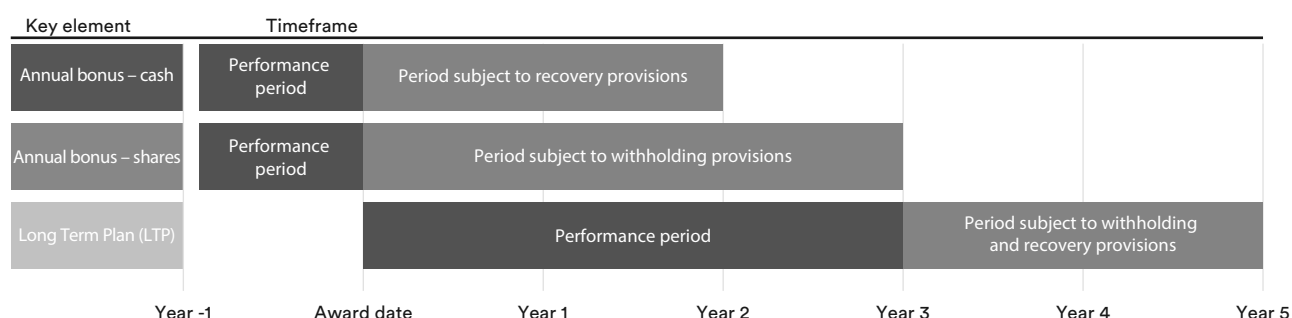 Key element Timeframe
Annual bonus – cash
Performance
period
Period subject to recovery provisions
Annual bonus – shares
Performance
period
Period subject to withholding provisions
Long Term Plan (LTP)
Performance period
Period subject to withholding
and recovery provisions
Year -1 Award date Year 1 Year 2 Year 3 Year 4 Year 5